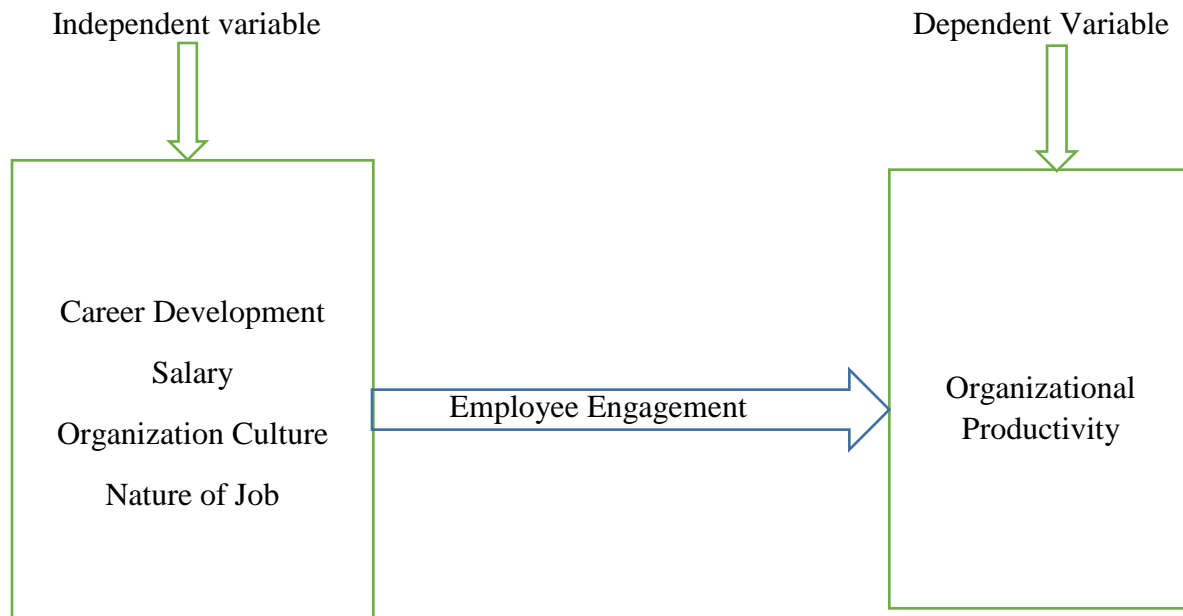 Independent variable
Dependent Variable
Career Development
Salary
Organization Culture
Nature of Job
Employee Engagement
Organizational
Productivity